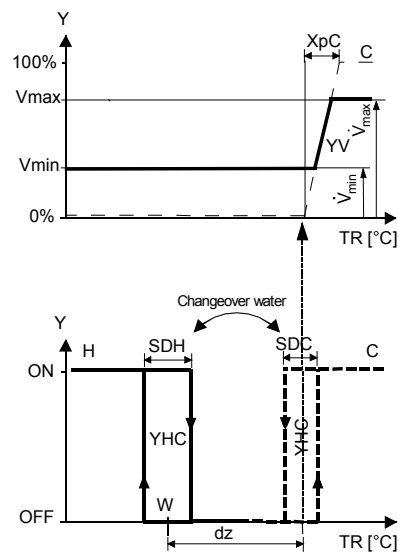 Y
XpC
C
100%
Vmax
YV
V̇max
Vmin
V̇min
0%
TR [°C]
Changeover water
Y
H
SDH
SDC
C
ON
YHC
YHC
W
OFF
dz
TR [°C]